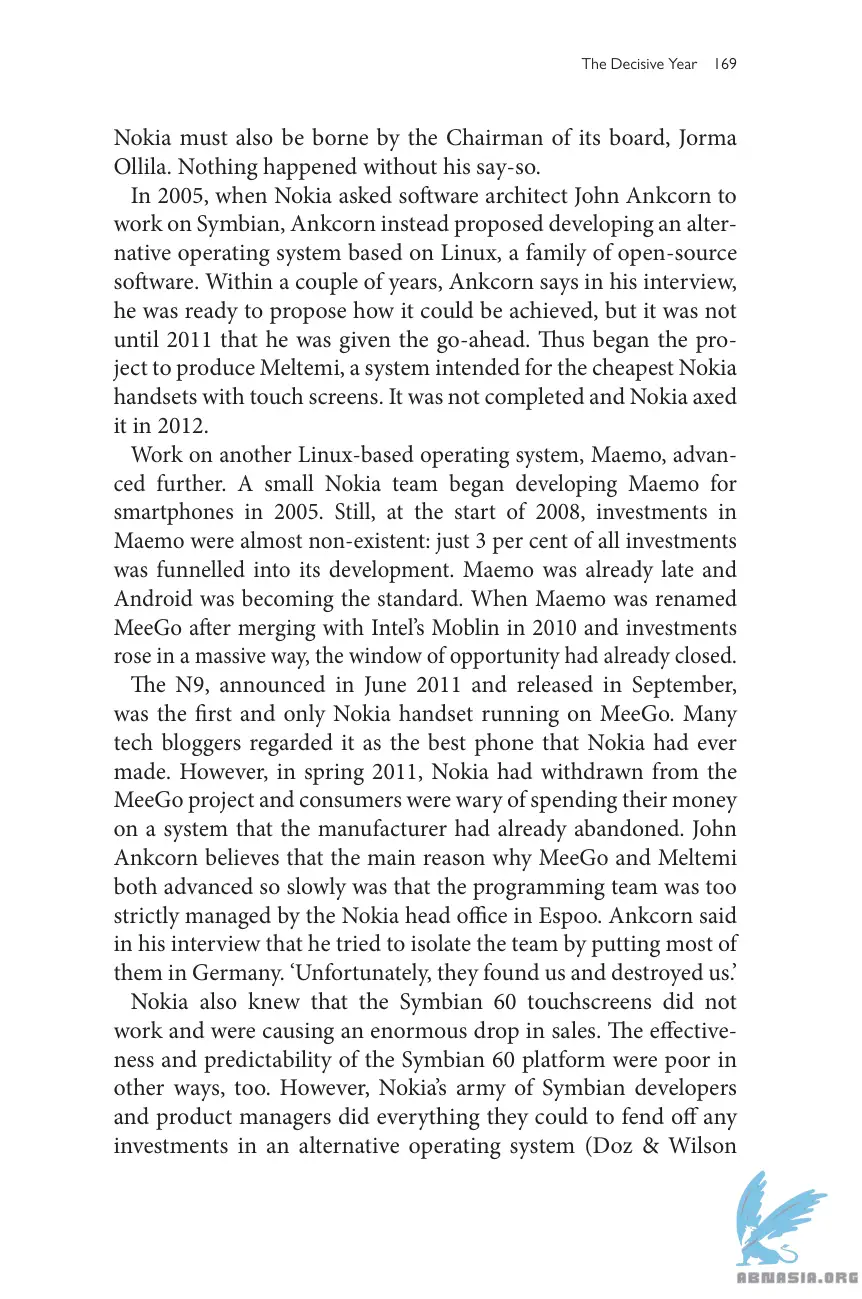 The Decisive Year 169
Nokia must also be borne by the Chairman of its board, Jorma
Ollila. Nothing happened without his say-so.
In 2005, when Nokia asked software architect John Ankcorn to
work on Symbian, Ankcorn instead proposed developing an alter-
native operating system based on Linux, a family of open-source
software. Within a couple of years, Ankcorn says in his interview,
he was ready to propose how it could be achieved, but it was not
until 2011 that he was given the go-ahead. Thus began the pro-
ject to produce Meltemi, a system intended for the cheapest Nokia
handsets with touch screens. It was not completed and Nokia axed
it in 2012.
Work on another Linux-based operating system, Maemo, advan-
ced further. A small Nokia team began developing Maemo for
smartphones in 2005. Still, at the start of 2008, investments in
Maemo were almost non-existent: just 3 per cent of all investments
was funnelled into its development. Maemo was already late and
Android was becoming the standard. When Maemo was renamed
MeeGo after merging with Intel’s Moblin in 2010 and investments
rose in a massive way, the window of opportunity had already closed.
The N9, announced in June 2011 and released in September,
was the first and only Nokia handset running on MeeGo. Many
tech bloggers regarded it as the best phone that Nokia had ever
made. However, in spring 2011, Nokia had withdrawn from the
MeeGo project and consumers were wary of spending their money
on a system that the manufacturer had already abandoned. John
Ankcorn believes that the main reason why MeeGo and Meltemi
both advanced so slowly was that the programming team was too
strictly managed by the Nokia head office in Espoo. Ankcorn said
in his interview that he tried to isolate the team by putting most of
them in Germany. ‘Unfortunately, they found us and destroyed us.’
Nokia also knew that the Symbian 60 touchscreens did not
work and were causing an enormous drop in sales. The effective-
ness and predictability of the Symbian 60 platform were poor in
other ways, too. However, Nokia’s army of Symbian developers
and product managers did everything they could to fend off any
investments in an alternative operating system (Doz & Wilson
ABNASIA.ORG